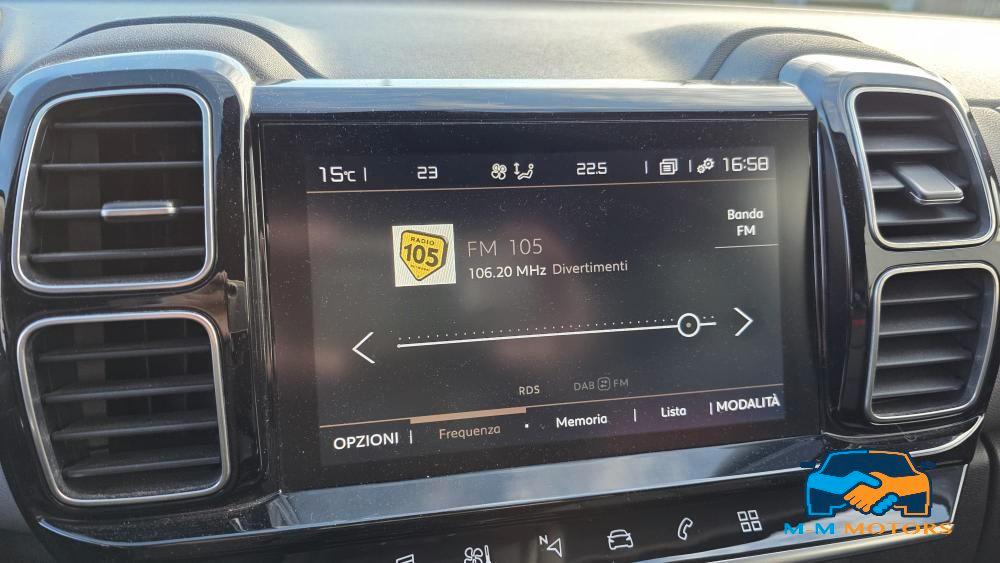 15°C | 23 22.5 | | 16:58
Banda
FM
RADIO
105
FM 105
106.20 MHz Divertimenti
RDS DAB FM
OPZIONI | Frequenza Memoria | Lista | MODALITÀ
N
M-M MOTORS